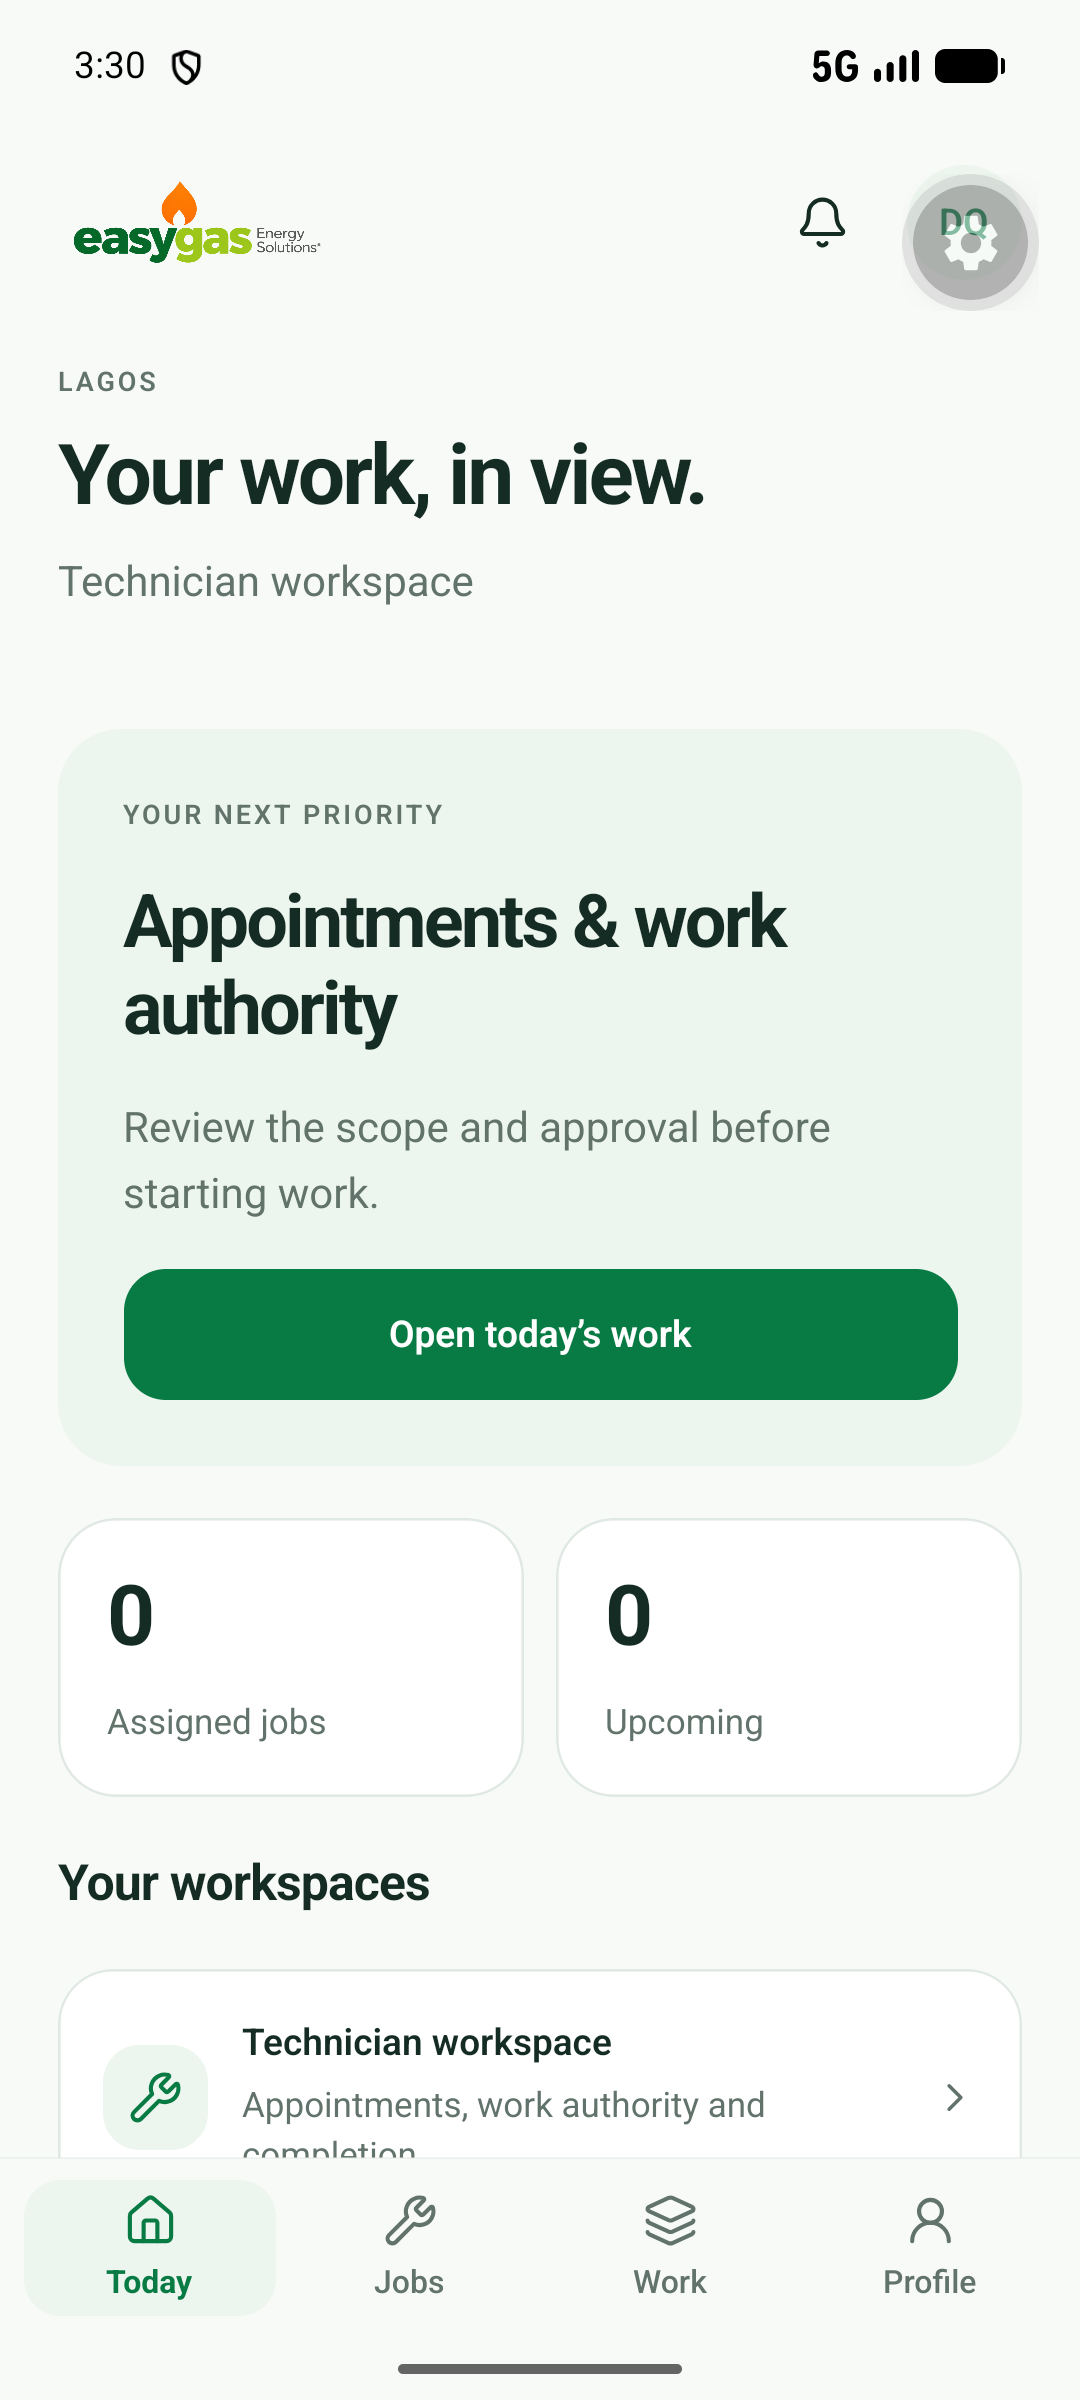 3:30
5G
easygas Energy
Solutions
DQ
LAGOS
Your work, in view.
Technician workspace
YOUR NEXT PRIORITY
Appointments & work
authority
Review the scope and approval before
starting work.
Open today’s work
0
Assigned jobs
0
Upcoming
Your workspaces
Technician workspace
Appointments, work authority and
completion
Today
Jobs
Work
Profile